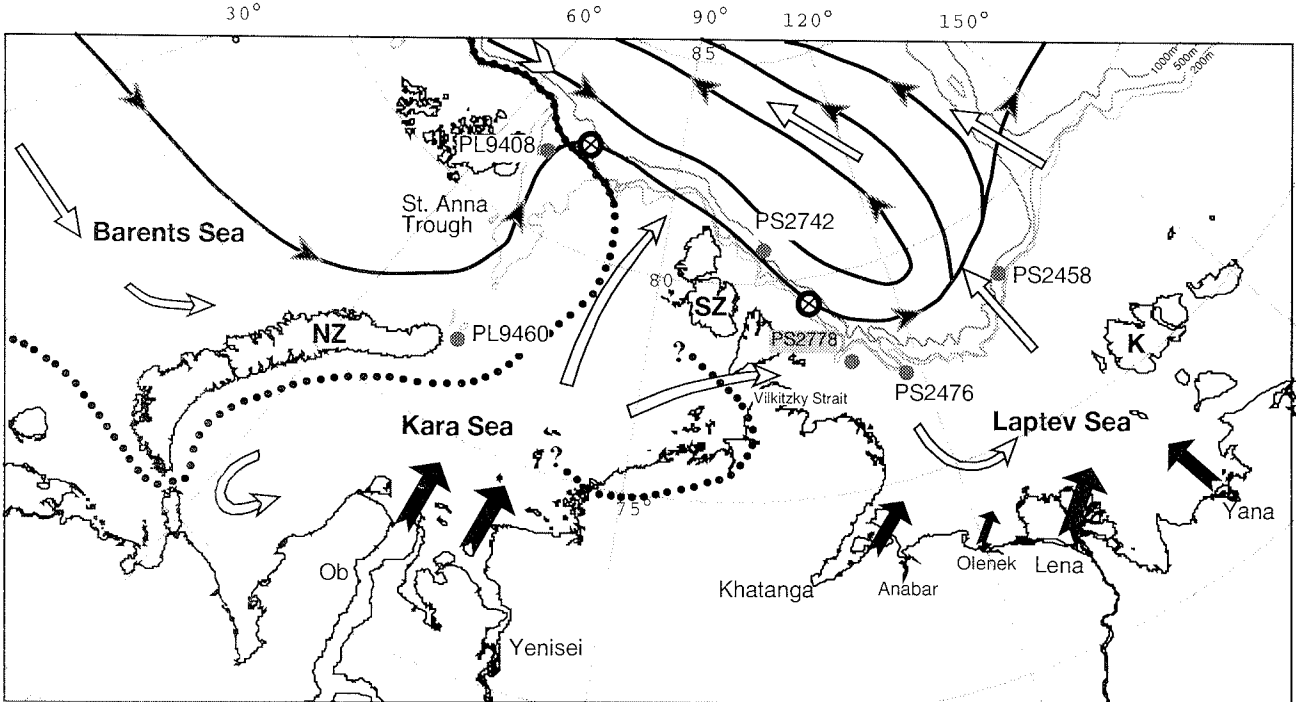 30°
60°
90°
120°
150°
85°
1000m
500m
200m
PL9408
St. Anna
Trough
Barents Sea
PS2742
PS2458
80
SZ
NZ
PL9460
PS2778
K
?
PS2476
Vilkitzky Strait
Kara Sea
Laptev Sea
?
75°
Yana
Ob
Khatanga
Anabar
Olenek
Lena
Yenisei